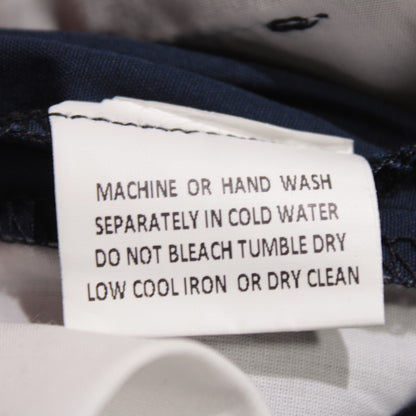 MACHINE OR HAND WASH
SEPARATELY IN COLD WATER
DO NOT BLEACH TUMBLE DRY
LOW COOL IRON OR DRY CLEAN